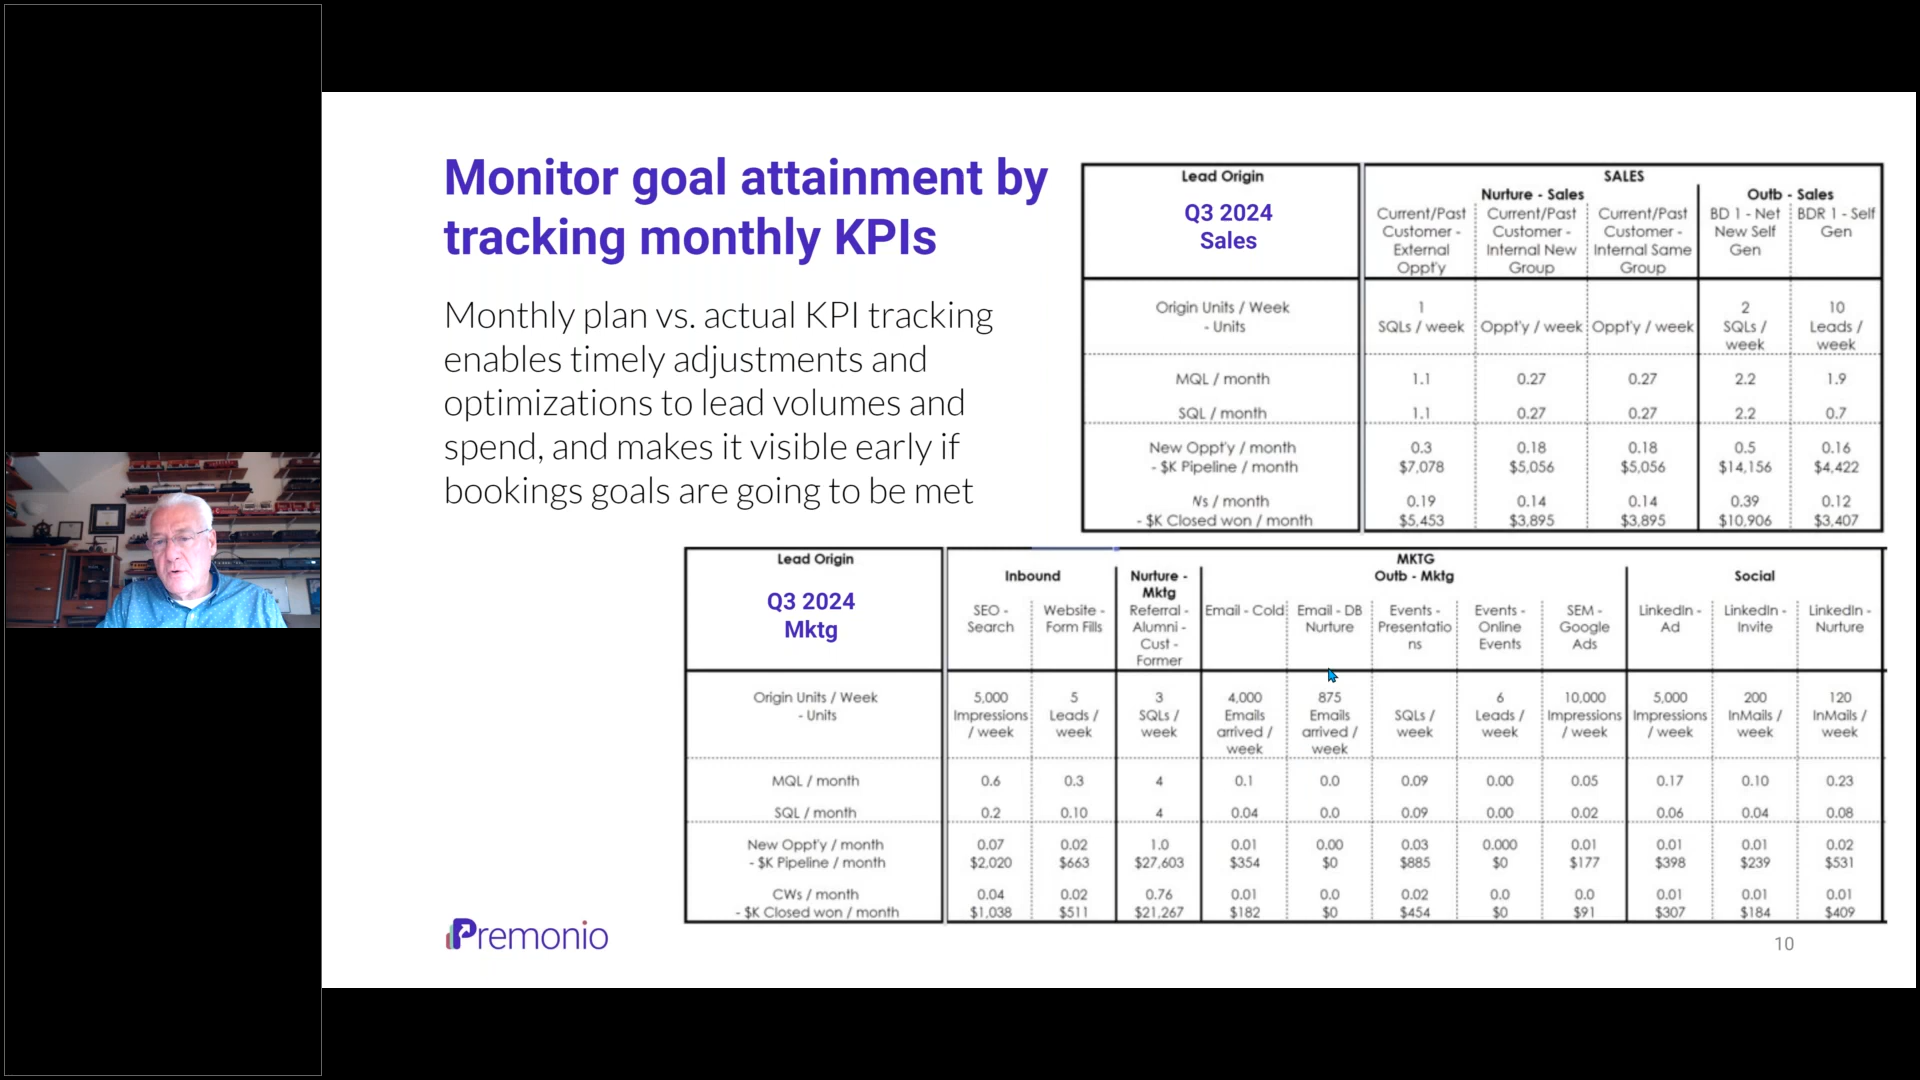 Monitor goal attainment by
tracking monthly KPIs
Monthly plan vs. actual KPI tracking
enables timely adjustments and
optimizations to lead volumes and
spend, and makes it visible early if
bookings goals are going to be met
Lead Origin
Q3 2024
Sales
SALES
Nurture - Sales Outb - Sales
Current/Past Customer - External Oppt'y
Current/Past Customer - Internal New Group
Current/Past Customer - Internal Same Group
BD 1 - Net New Self Gen
BDR 1 - Self Gen
Origin Units / Week 1 2 10
- Units SQLs / week Oppt'y / week Oppt'y / week SQLs / week Leads / week
MQL / month 1.1 0.27 0.27 2.2 1.9
SQL / month 1.1 0.27 0.27 2.2 0.7
New Oppt'y / month 0.3 0.18 0.18 0.5 0.16
- $K Pipeline / month $7,078 $5,056 $5,056 $14,156 $4,422
Ns / month 0.19 0.14 0.14 0.39 0.12
- $K Closed won / month $5,453 $3,895 $3,895 $10,906 $3,407
Lead Origin
Q3 2024
Mktg
MKTG
Inbound Nurture - Mktg Outb - Mktg Social
SEO - Search
Website - Form Fills
Referral - Alumni - Cust - Former
Email - Cold
Email - DB Nurture
Events - Presentatio ns
Events - Online Events
SEM - Google Ads
LinkedIn - Ad
LinkedIn - Invite
LinkedIn - Nurture
Origin Units / Week 5,000 5 3 4,000 875 6 10,000 5,000 200 120
- Units Impressions / week Leads / week SQLs / week Emails arrived / week Emails arrived / week SQLs / week Leads / week Impressions / week Impressions / week InMails / week InMails / week
MQL / month 0.6 0.3 4 0.1 0.0 0.09 0.00 0.05 0.17 0.10 0.23
SQL / month 0.2 0.10 4 0.04 0.0 0.09 0.00 0.02 0.06 0.04 0.08
New Oppt'y / month 0.07 0.02 1.0 0.01 0.00 0.03 0.000 0.01 0.01 0.01 0.02
- $K Pipeline / month $2,020 $663 $27,603 $354 $0 $885 $0 $177 $398 $239 $531
CWs / month 0.04 0.02 0.76 0.01 0.0 0.02 0.0 0.0 0.01 0.01 0.01
- $K Closed won / month $1,038 $511 $21,267 $182 $0 $454 $0 $91 $307 $184 $409
Premonio
10